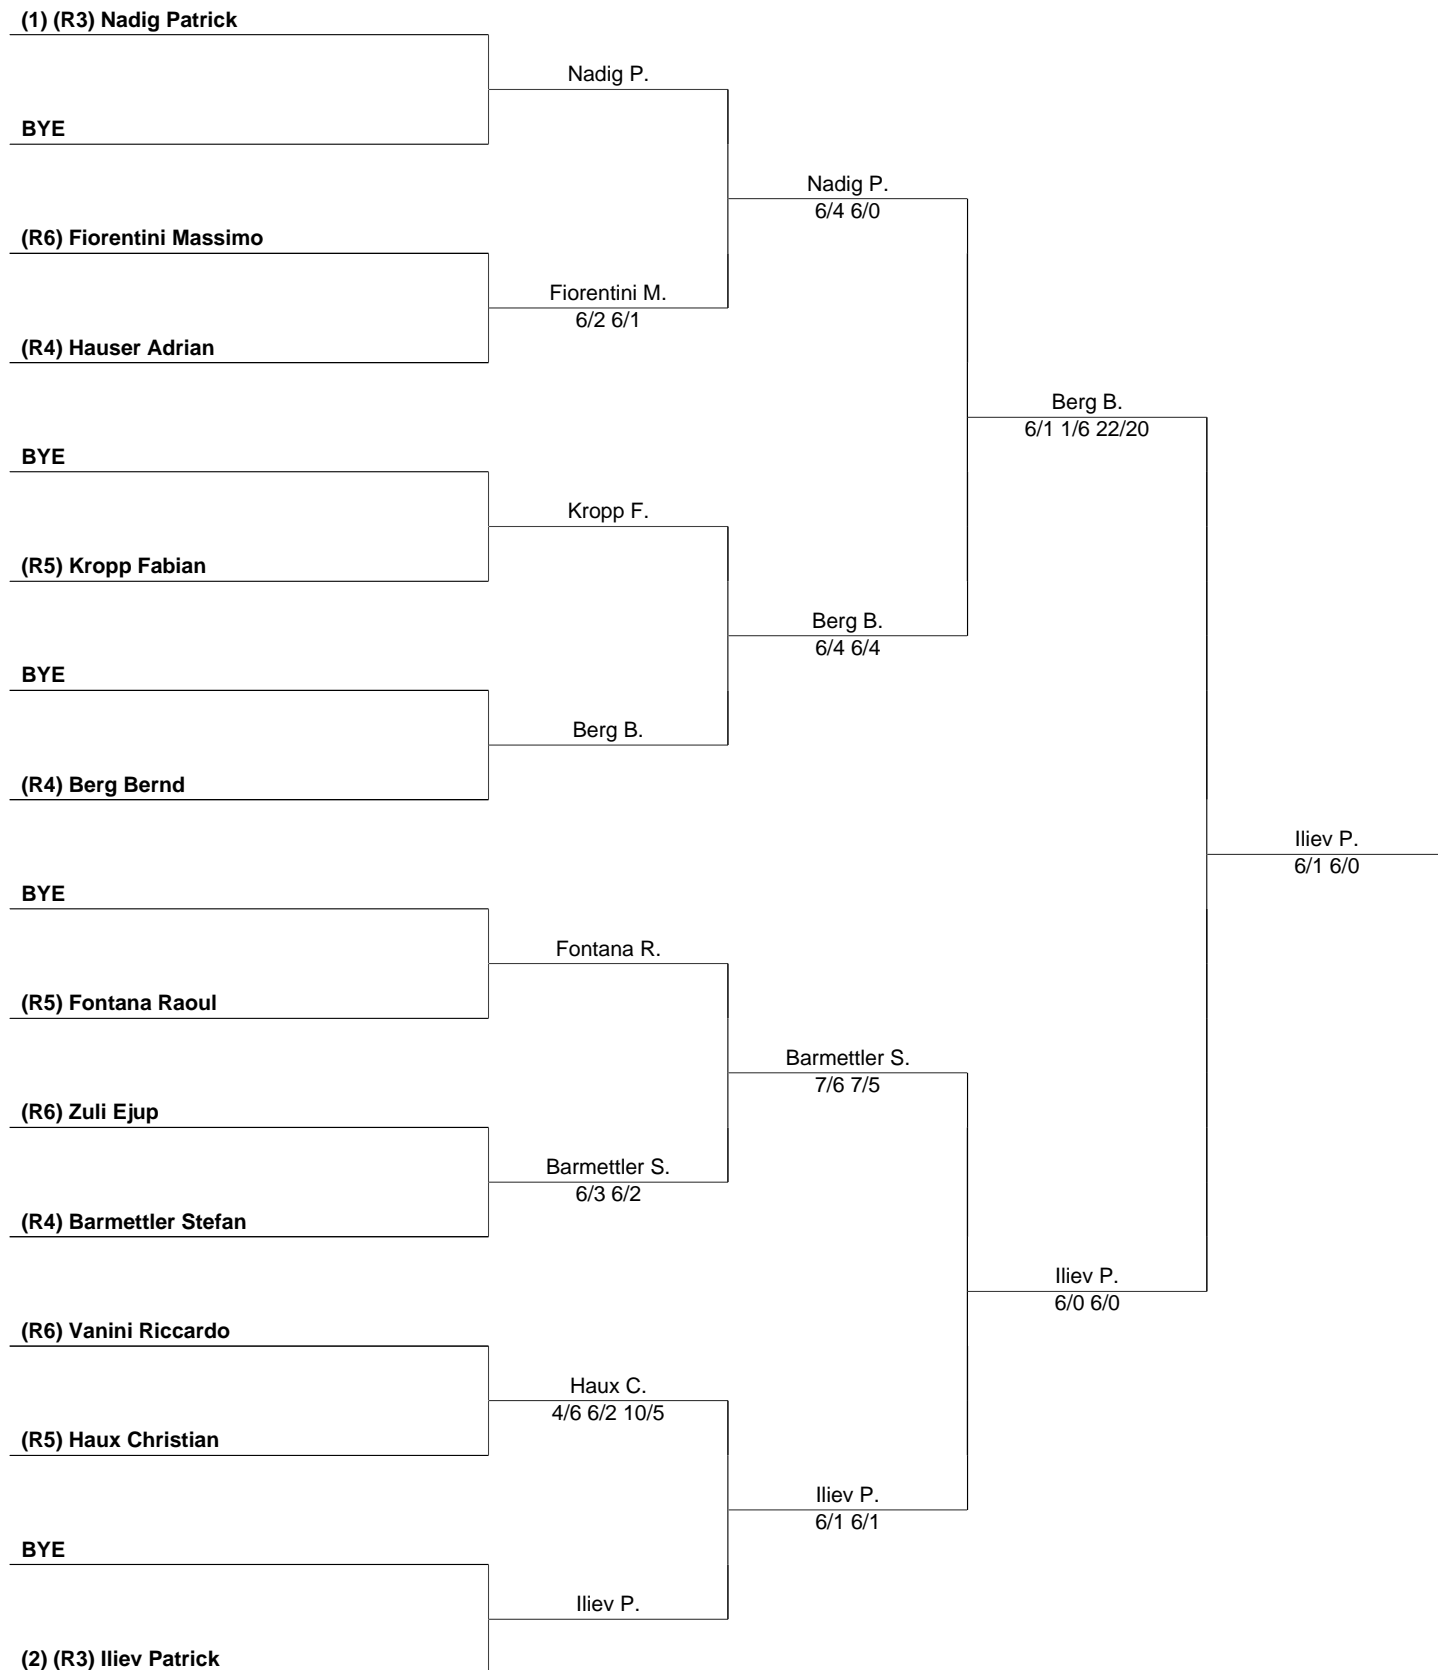 (1) (R3) Nadig Patrick
Nadig P.
BYE
Nadig P.
6/4 6/0
(R6) Fiorentini Massimo
Fiorentini M.
6/2 6/1
(R4) Hauser Adrian
Berg B.
6/1 1/6 22/20
BYE
Kropp F.
(R5) Kropp Fabian
Berg B.
6/4 6/4
BYE
Berg B.
(R4) Berg Bernd
Iliev P.
6/1 6/0
BYE
Fontana R.
(R5) Fontana Raoul
Barmettler S.
7/6 7/5
(R6) Zuli Ejup
Barmettler S.
6/3 6/2
(R4) Barmettler Stefan
Iliev P.
6/0 6/0
(R6) Vanini Riccardo
Haux C.
4/6 6/2 10/5
(R5) Haux Christian
Iliev P.
6/1 6/1
BYE
Iliev P.
(2) (R3) Iliev Patrick